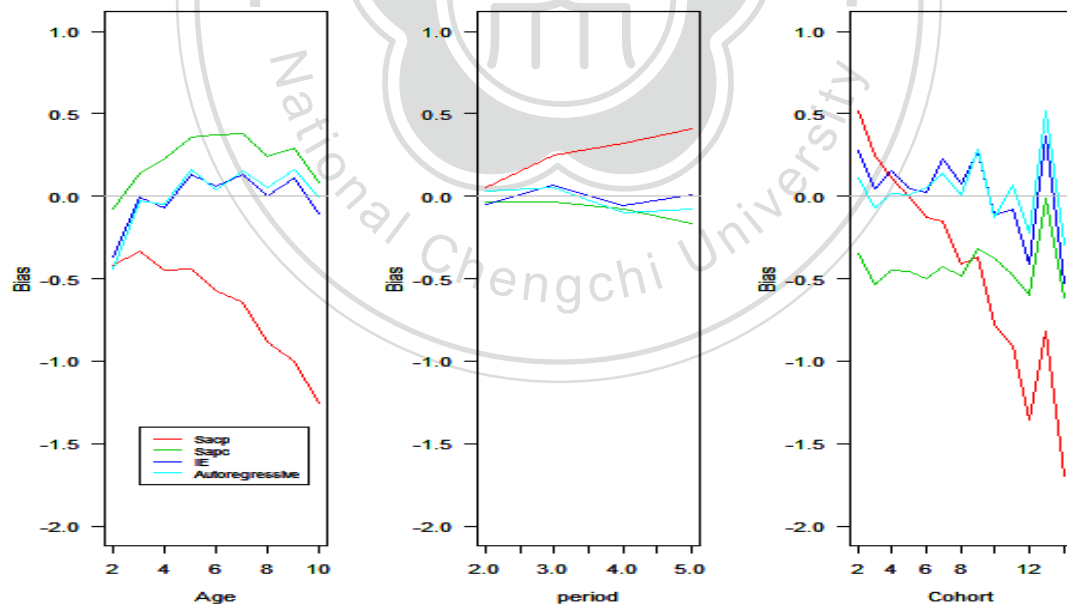 National Chengchi University
1.0
0.5
0.0
-0.5
-1.0
-1.5
-2.0
Bias
2 4 6 8 10
Age
Sacp
Sapc
IE
Autoregressive
1.0
0.5
0.0
-0.5
-1.0
-1.5
-2.0
Bias
2.0 3.0 4.0 5.0
period
1.0
0.5
0.0
-0.5
-1.0
-1.5
-2.0
Bias
2 4 6 8 12
Cohort